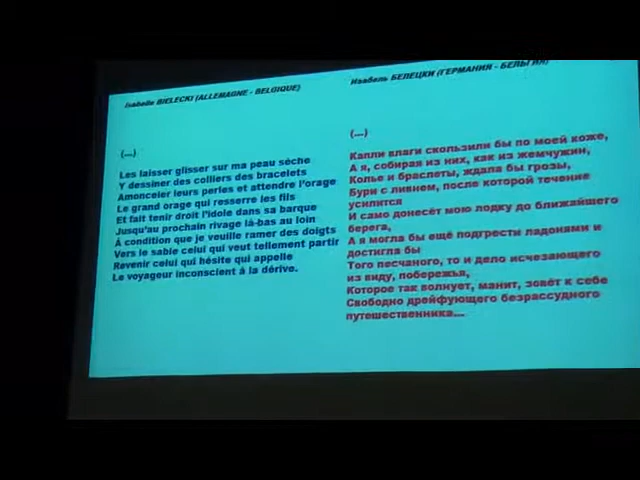 Isabelle BIELECKI (ALLEMAGNE - BELGIQUE)
(...)
Les laisser glisser sur ma peau sèche
Y dessiner des colliers des bracelets
Amonceler leurs perles et attendre l'orage
Le grand orage qui resserre les fils
Et fait tenir droit l'idole dans sa barque
Jusqu'au prochain rivage là-bas au loin
À condition que je veuille ramer des doigts
Vers le sable celui qui veut tellement partir
Revenir celui qui hésite qui appelle
Le voyageur inconscient à la dérive.
Изабель БЕЛЕЦКИ (ГЕРМАНИЯ - БЕЛЬГИЯ)
(...)
Капли влаги скользили бы по моей коже,
А я, собирая из них, как из жемчужин,
Колье и браслеты, ждала бы грозы,
Бури с ливнем, после которой течение
усилится
И само донесёт мою лодку до ближайшего
берега,
А я могла бы ещё подгрести ладонями и
достигла бы
Того песчаного, то и дело исчезающего
из виду, побережья,
Которое так волнует, манит, зовёт к себе
Свободно дрейфующего безрассудного
путешественника...